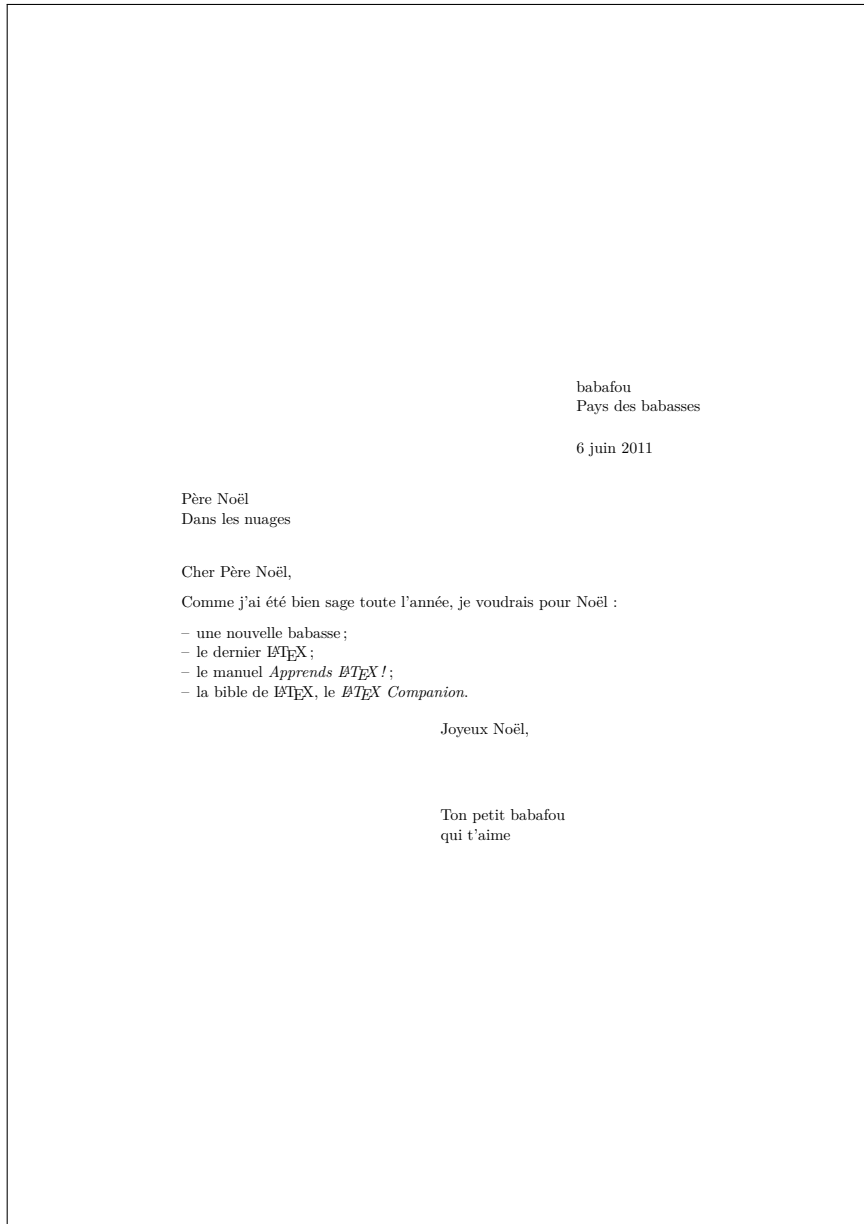 babafou
Pays des babasses
6 juin 2011
Père Noël
Dans les nuages
Cher Père Noël,
Comme j'ai été bien sage toute l'année, je voudrais pour Noël :
– une nouvelle babasse ;
– le dernier LATEX ;
– le manuel Apprends LATEX ! ;
– la bible de LATEX, le LATEX Companion.
Joyeux Noël,
Ton petit babafou
qui t'aime